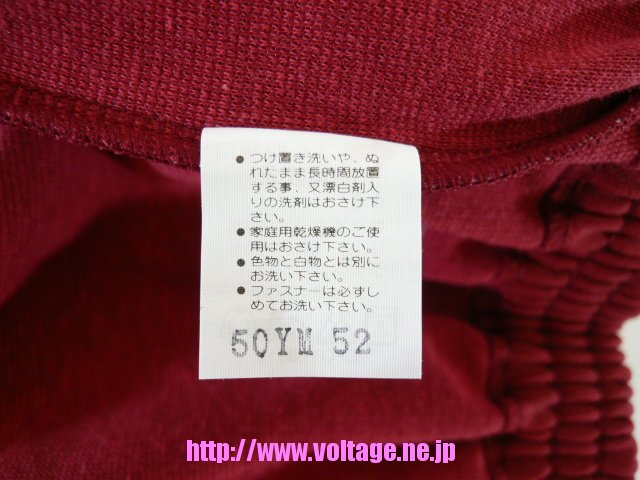 ● つけ置き洗いや、ぬ
れたまま長時間放置
する事、又漂白剤入
りの洗剤はおさけ下
さい。
● 家庭用乾燥機のご使
用はおさけ下さい。
● 色物と白物とは別に
お洗い下さい。
● ファスナーは必ずし
めてお洗い下さい。
50YM 52
http://www.voltage.ne.jp